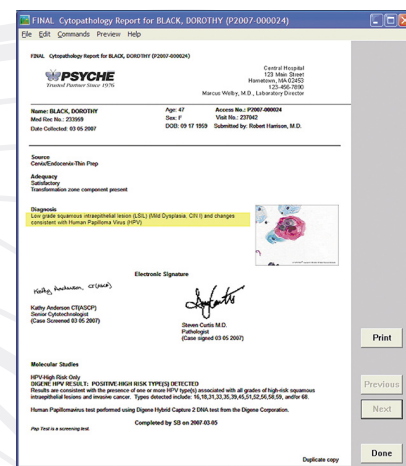 FINAL Cytopathology Report for BLACK, DOROTHY (P2007-000024)
File Edit Commands Preview Help
FINAL Cytopathology Report for BLACK, DOROTHY (P2007-000024)
PSYCHE
Trusted Partner Since 1976
Central Hospital
123 Main Street
Hometown, MA 02453
123-456-7890
Marcus Welby, M.D., Laboratory Director
Name: BLACK, DOROTHY Age: 47 Access No.: P2007-000024
Med Rec No.: 233959 Sex: F Visit No.: 237042
Date Collected: 03 05 2007 DOB: 09 17 1959 Submitted by: Robert Harrison, M.D.
Source
Cervix/Endocervix-Thin Prep
Adequacy
Satisfactory
Transformation zone component present
Diagnosis
Low grade squamous intraepithelial lesion (LSIL) (Mild Dysplasia, CIN I) and changes
consistent with Human Papilloma Virus (HPV)
Electronic Signature
Kathy Anderson CT(ASCP)
Kathy Anderson CT(ASCP)
Senior Cytotechnologist
(Case Screened 03 05 2007)
Steven Curtis M.D.
Pathologist
(Case signed 03 05 2007)
Molecular Studies
HPV-High Risk Only
DIGENE HPV RESULT: POSITIVE-HIGH RISK TYPE(S) DETECTED
Results are consistent with the presence of one or more HPV type(s) associated with all grades of high-risk squamous
intraepithelial lesions and invasive cancer. Types detected include: 16,18,31,33,35,39,45,51,52,56,58,59, and/or 68.
Human Papillomavirus test performed using Digene Hybrid Capture 2 DNA test from the Digene Corporation.
Completed by SB on 2007-03-05
Pap Test is a screening test.
Duplicate copy
Print
Previous
Next
Done